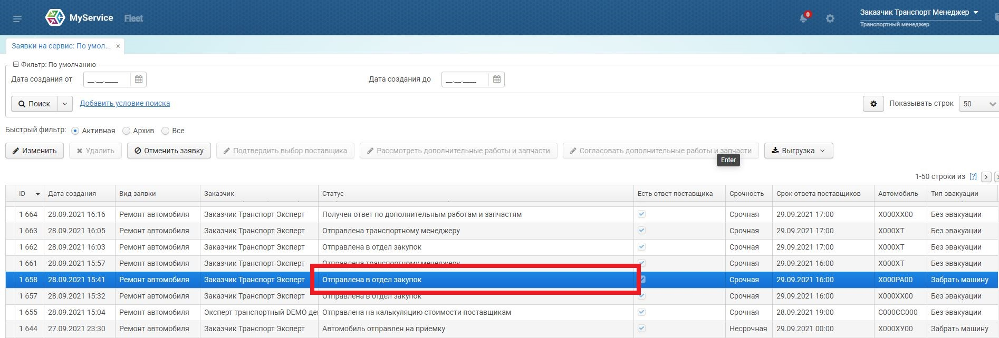 MyService Fleet 0 Заказчик Транспорт Менеджер
Транспортный менеджер
Заявки на сервис: По умол... ×
Фильтр: По умолчанию
Дата создания от __.__.____ Дата создания до __.__.____
Поиск Добавить условие поиска Показывать строк 50
Быстрый фильтр: Активная Архив Все
Изменить Удалить Отменить заявку Подтвердить выбор поставщика Рассмотреть дополнительные работы и запчасти Согласовать дополнительные работы и запчасти Выгрузка
Enter
1-50 строки из [?]
ID Дата создания Вид заявки Заказчик Статус Есть ответ поставщика Срочность Срок ответа поставщиков Автомобиль Тип эвакуации
1 664 28.09.2021 16:16 Ремонт автомобиля Заказчик Транспорт Эксперт Получен ответ по дополнительным работам и запчастям Срочная 29.09.2021 17:00 X000XX00 Без эвакуации
1 663 28.09.2021 16:05 Ремонт автомобиля Заказчик Транспорт Эксперт Отправлена транспортному менеджеру Срочная 29.09.2021 17:00 X000XT Без эвакуации
1 662 28.09.2021 16:03 Ремонт автомобиля Заказчик Транспорт Эксперт Отправлена в отдел закупок Срочная 29.09.2021 17:00 X000XT Без эвакуации
1 661 28.09.2021 15:57 Ремонт автомобиля Заказчик Транспорт Эксперт Отправлена транспортному менеджеру Срочная 29.09.2021 16:00 X000XT Без эвакуации
1 658 28.09.2021 15:41 Ремонт автомобиля Заказчик Транспорт Эксперт Отправлена в отдел закупок Срочная 29.09.2021 16:00 X000PA00 Забрать машину
1 657 28.09.2021 15:32 Ремонт автомобиля Заказчик Транспорт Эксперт Отправлена в отдел закупок Срочная 29.09.2021 16:00 X000XX00 Без эвакуации
1 655 28.09.2021 15:04 Ремонт автомобиля Эксперт транспортный DEMO де Отправлена на калькуляцию стоимости поставщикам Срочная 28.09.2021 19:00 C000CC000 Без эвакуации
1 644 27.09.2021 23:30 Ремонт автомобиля Заказчик Транспорт Эксперт Автомобиль отправлен на приемку Несрочная 29.09.2021 00:00 X000XY00 Забрать машину